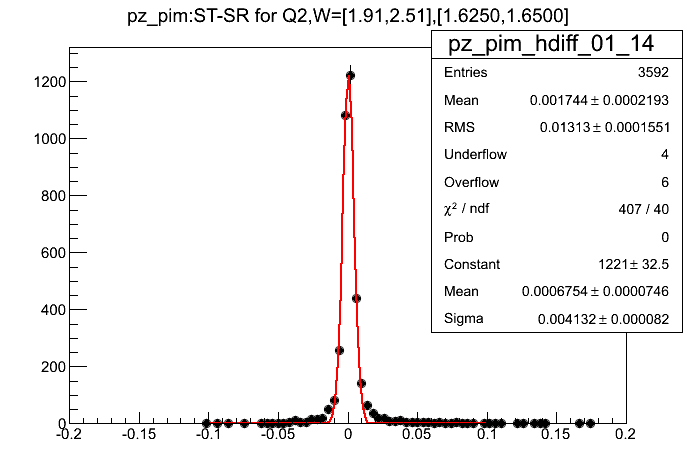 pz_pim:ST-SR for Q2,W=[1.91,2.51],[1.6250,1.6500]
pz_pim_hdiff_01_14
Entries 3592
Mean 0.001744 ± 0.0002193
RMS 0.01313 ± 0.0001551
Underflow 4
Overflow 6
χ² / ndf 407 / 40
Prob 0
Constant 1221 ± 32.5
Mean 0.0006754 ± 0.0000746
Sigma 0.004132 ± 0.000082
1200
1000
800
600
400
200
0
-0.2 -0.15 -0.1 -0.05 0 0.05 0.1 0.15 0.2